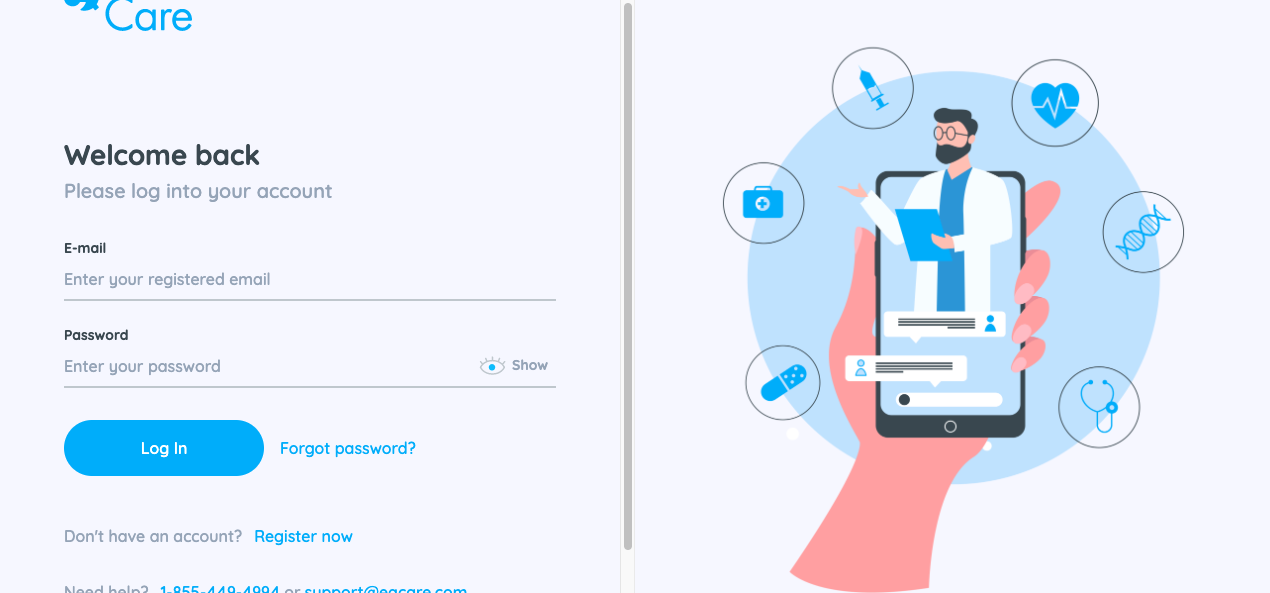 Care
Welcome back
Please log into your account
E-mail
Enter your registered email
Password
Enter your password
Show
Log In
Forgot password?
Don't have an account? Register now
Need help? 1-855-449-4994 or support@eqcare.com